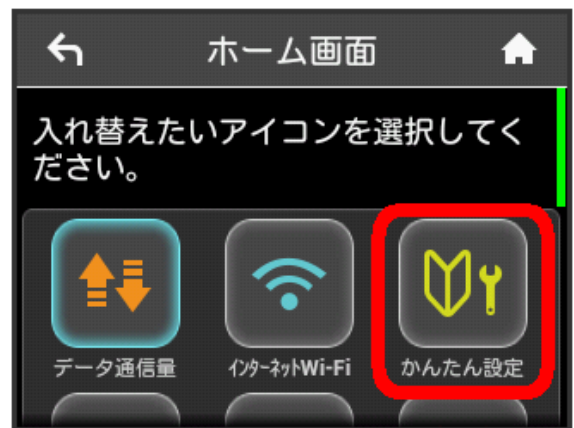 ホーム画面
入れ替えたいアイコンを選択してく
ださい。
データ通信量
インターネットWi-Fi
かんたん設定